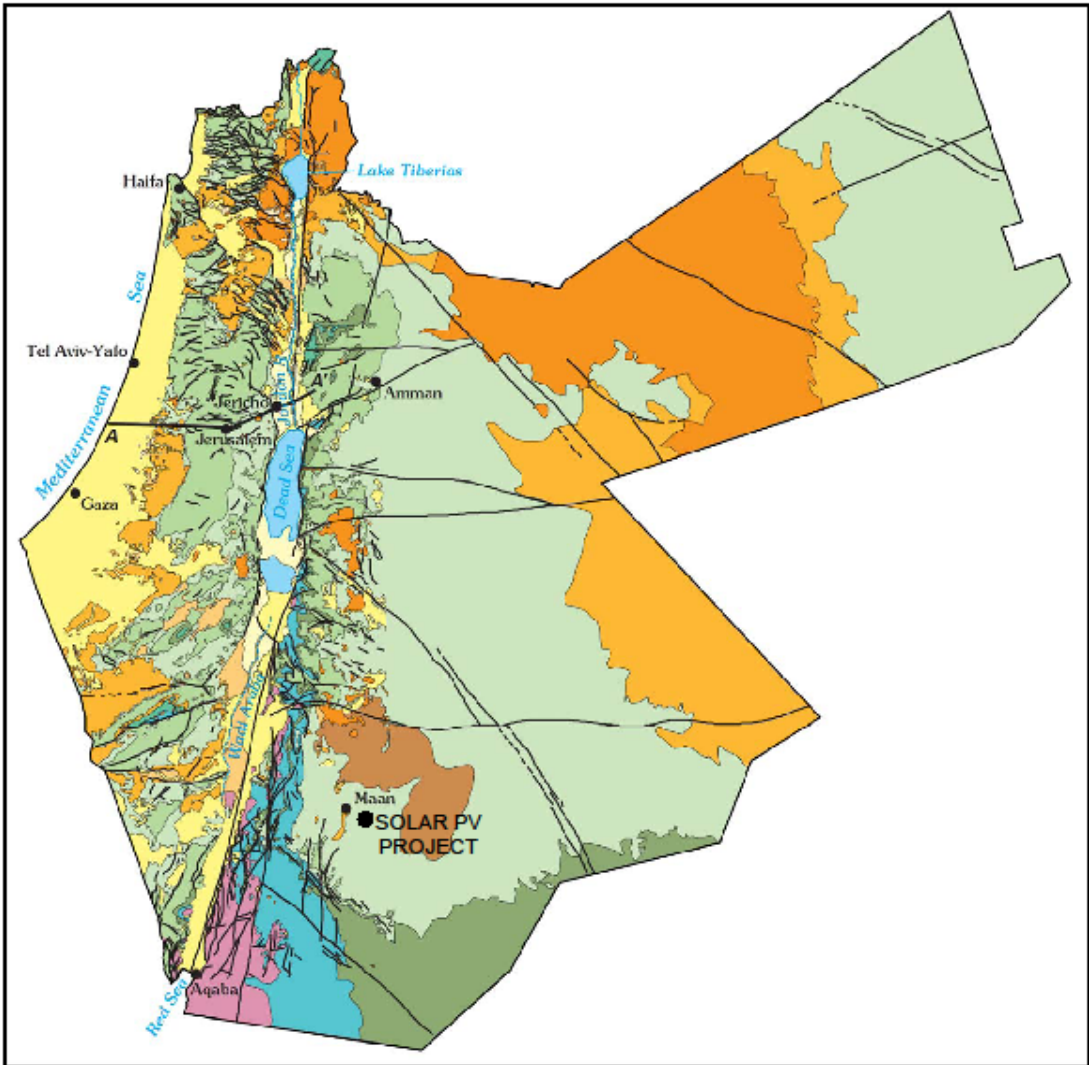 Haifa
Lake Tiberias
Mediterranean Sea
Tel Aviv-Yafo
Jordan R.
A'
Jericho
Amman
A
Jerusalem
Gaza
Dead Sea
Wadi Araba
Maan
SOLAR PV
PROJECT
Aqaba
Red Sea